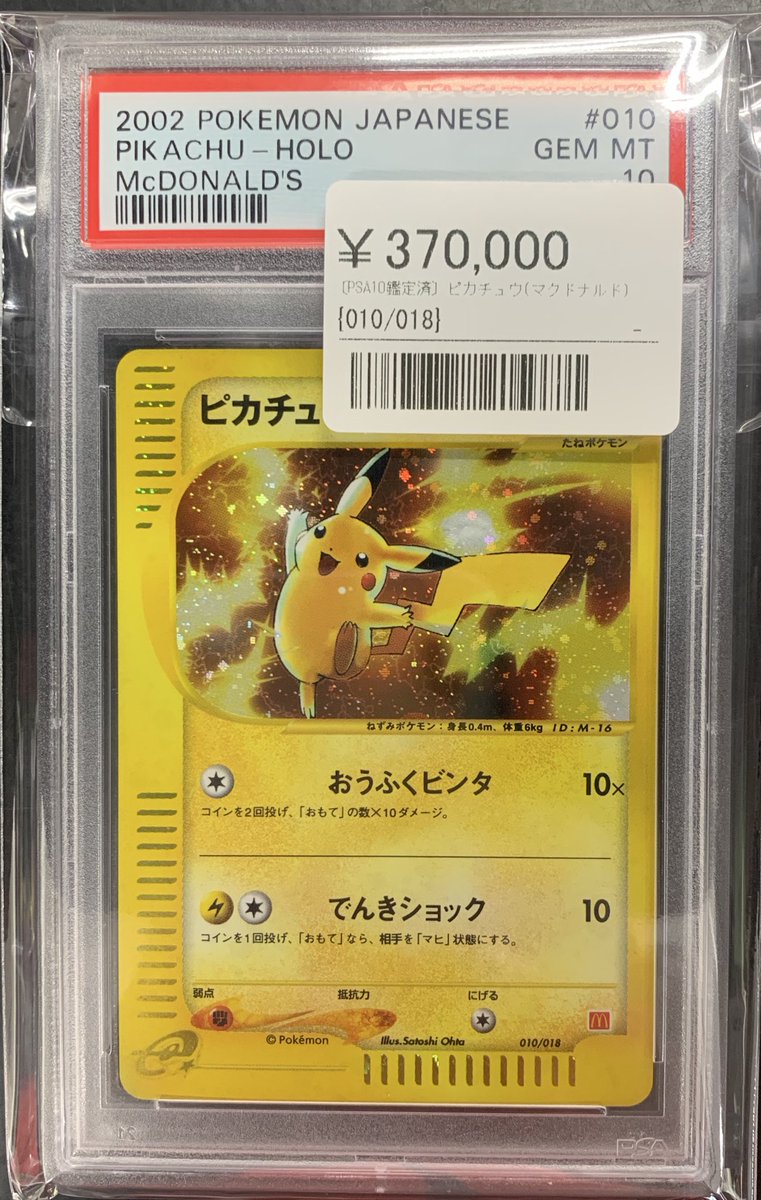 2002 POKEMON JAPANESE #010
PIKACHU - HOLO GEM MT
McDONALD'S 10
¥ 370,000
〔PSA10鑑定済〕ピカチュウ(マクドナルド)
{010/018} _
ピカチュ
たねポケモン
ねずみポケモン：身長0.4m、体重6kg ID：M-16
おうふくビンタ 10×
コインを2回投げ、「おもて」の数×10ダメージ。
でんきショック 10
コインを1回投げ、「おもて」なら、相手を「マヒ」状態にする。
弱点 抵抗力 にげる
e
©Pokémon Illus.Satoshi Ohta 010/018
PSA